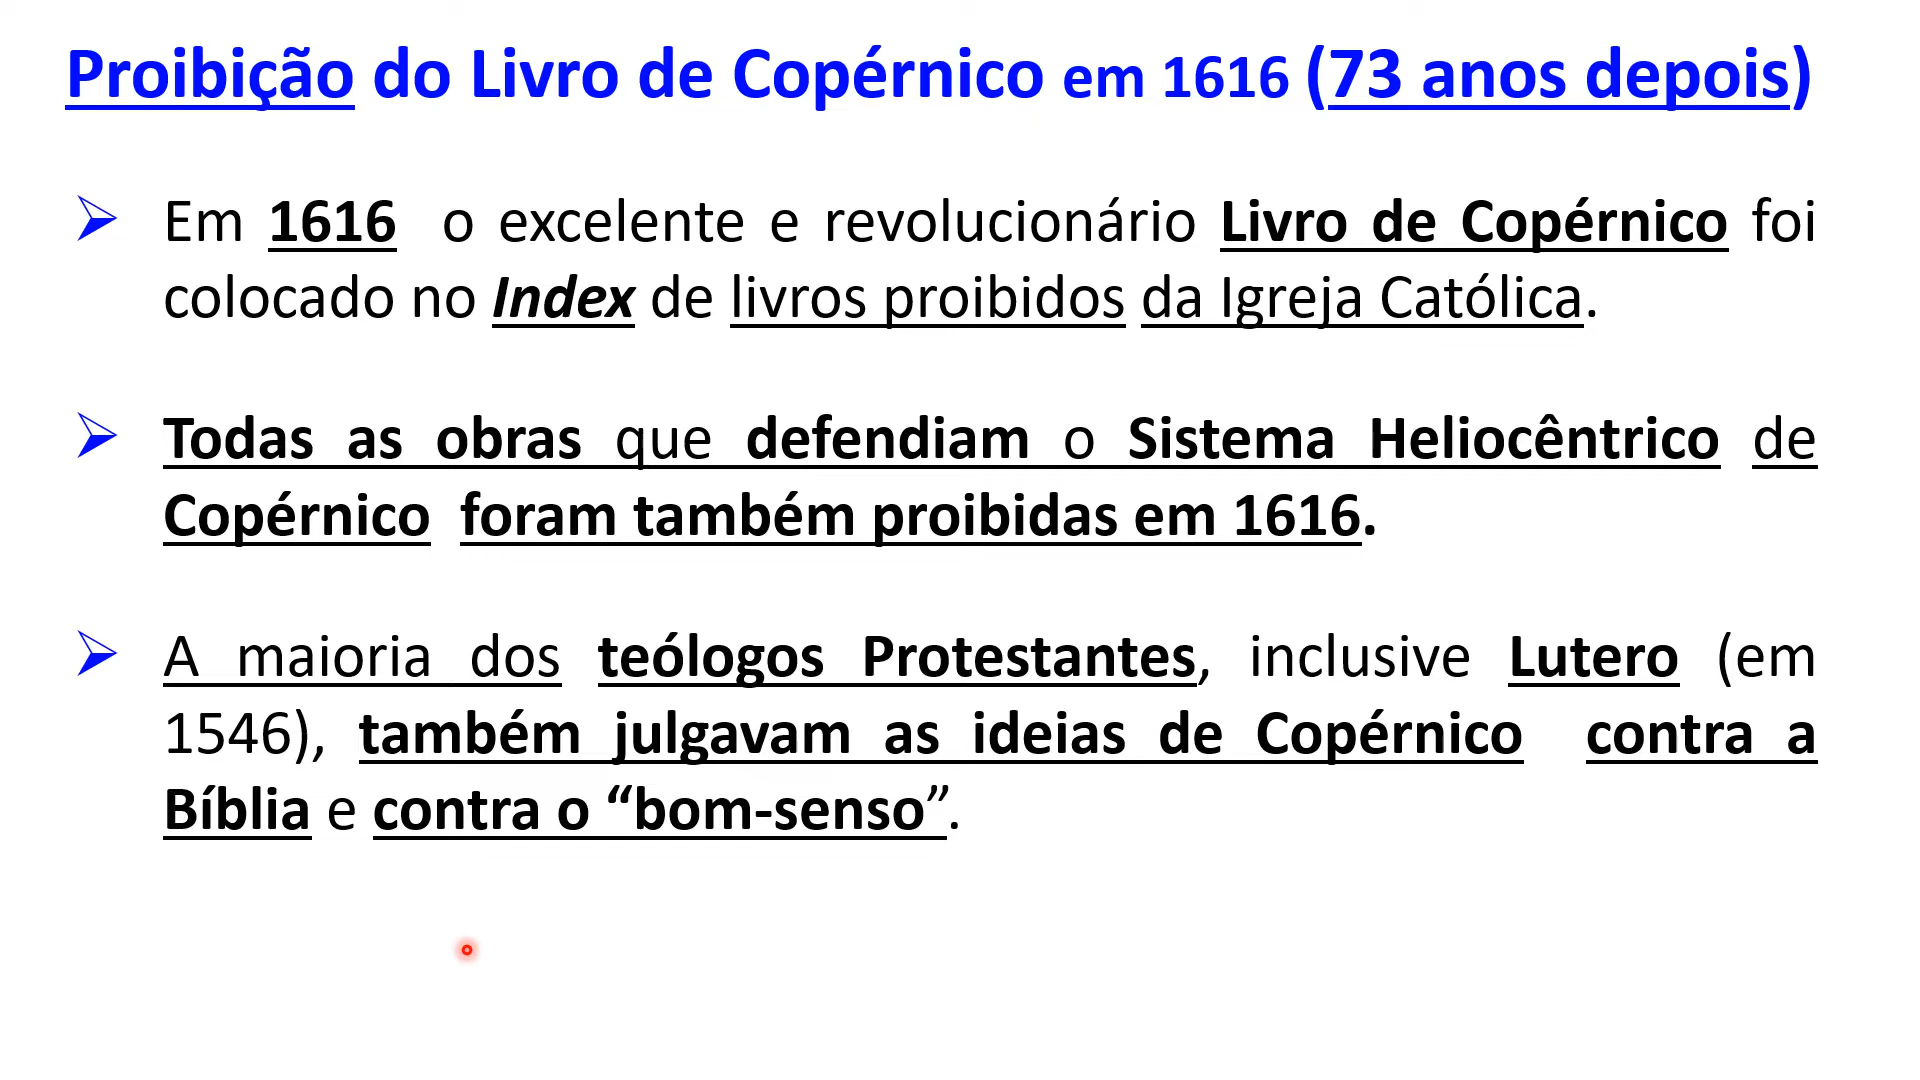 Proibição do Livro de Copérnico em 1616 (73 anos depois)
Em 1616 o excelente e revolucionário Livro de Copérnico foi
colocado no Index de livros proibidos da Igreja Católica.
Todas as obras que defendiam o Sistema Heliocêntrico de
Copérnico foram também proibidas em 1616.
A maioria dos teólogos Protestantes, inclusive Lutero (em
1546), também julgavam as ideias de Copérnico contra a
Bíblia e contra o “bom-senso”.